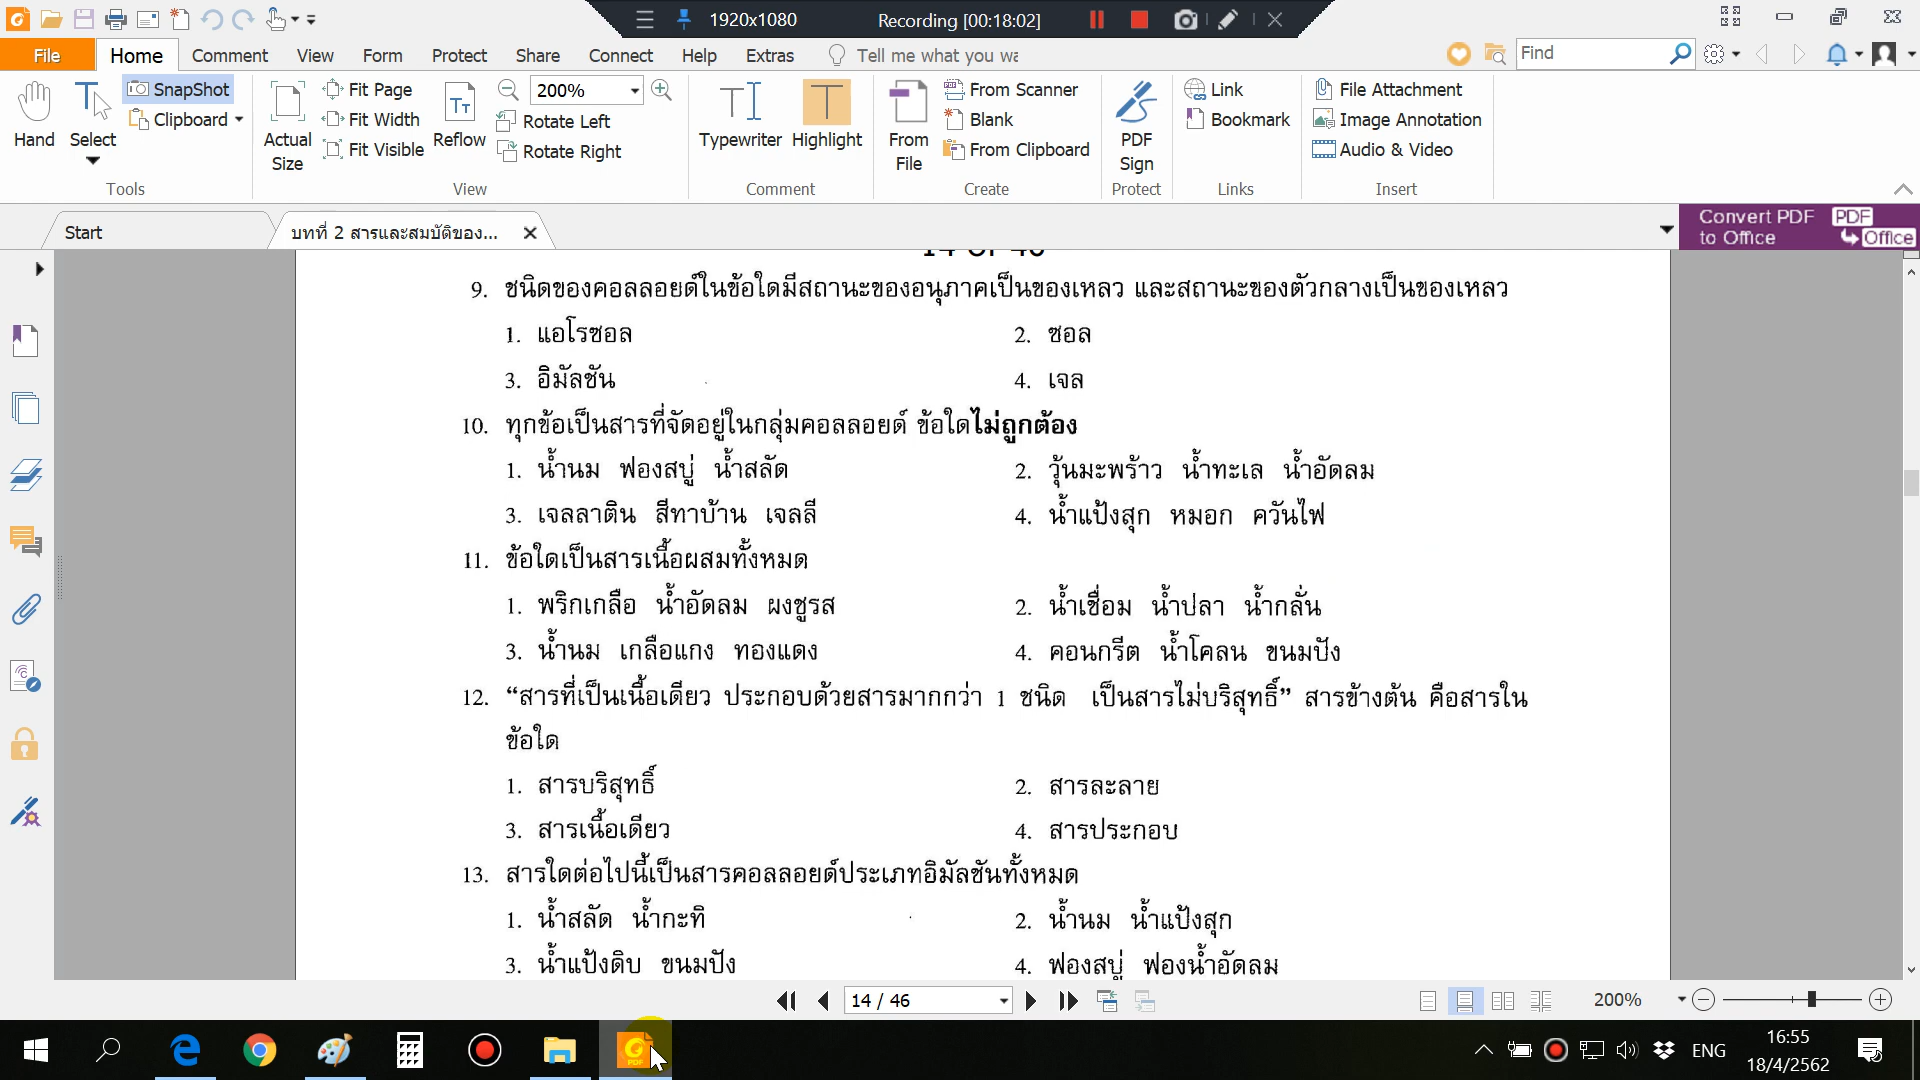 1920x1080 Recording [00:18:02]
File Home Comment View Form Protect Share Connect Help Extras Tell me what you wa Find
SnapShot Fit Page 200% From Scanner Link File Attachment
Clipboard Fit Width Rotate Left Blank Bookmark Image Annotation
Hand Select Actual Size Fit Visible Reflow Rotate Right Typewriter Highlight From File From Clipboard PDF Sign Audio & Video
Tools View Comment Create Protect Links Insert
Start บทที่ 2 สารและสมบัติของ... Convert PDF to Office PDF Office
9. ชนิดของคอลลอยด์ในข้อใดมีสถานะของอนุภาคเป็นของเหลว และสถานะของตัวกลางเป็นของเหลว
1. แอโรซอล 2. ซอล
3. อิมัลชัน 4. เจล
10. ทุกข้อเป็นสารที่จัดอยู่ในกลุ่มคอลลอยด์ ข้อใดไม่ถูกต้อง
1. น้ำนม ฟองสบู่ น้ำสลัด 2. วุ้นมะพร้าว น้ำทะเล น้ำอัดลม
3. เจลลาติน สีทาบ้าน เจลลี 4. น้ำแป้งสุก หมอก ควันไฟ
11. ข้อใดเป็นสารเนื้อผสมทั้งหมด
1. พริกเกลือ น้ำอัดลม ผงชูรส 2. น้ำเชื่อม น้ำปลา น้ำกลั่น
3. น้ำนม เกลือแกง ทองแดง 4. คอนกรีต น้ำโคลน ขนมปัง
12. “สารที่เป็นเนื้อเดียว ประกอบด้วยสารมากกว่า 1 ชนิด เป็นสารไม่บริสุทธิ์” สารข้างต้น คือสารใน
ข้อใด
1. สารบริสุทธิ์ 2. สารละลาย
3. สารเนื้อเดียว 4. สารประกอบ
13. สารใดต่อไปนี้เป็นสารคอลลอยด์ประเภทอิมัลชันทั้งหมด
1. น้ำสลัด น้ำกะทิ 2. น้ำนม น้ำแป้งสุก
3. น้ำแป้งดิบ ขนมปัง 4. ฟองสบู่ ฟองน้ำอัดลม
14 / 46 200%
ENG 16:55
18/4/2562